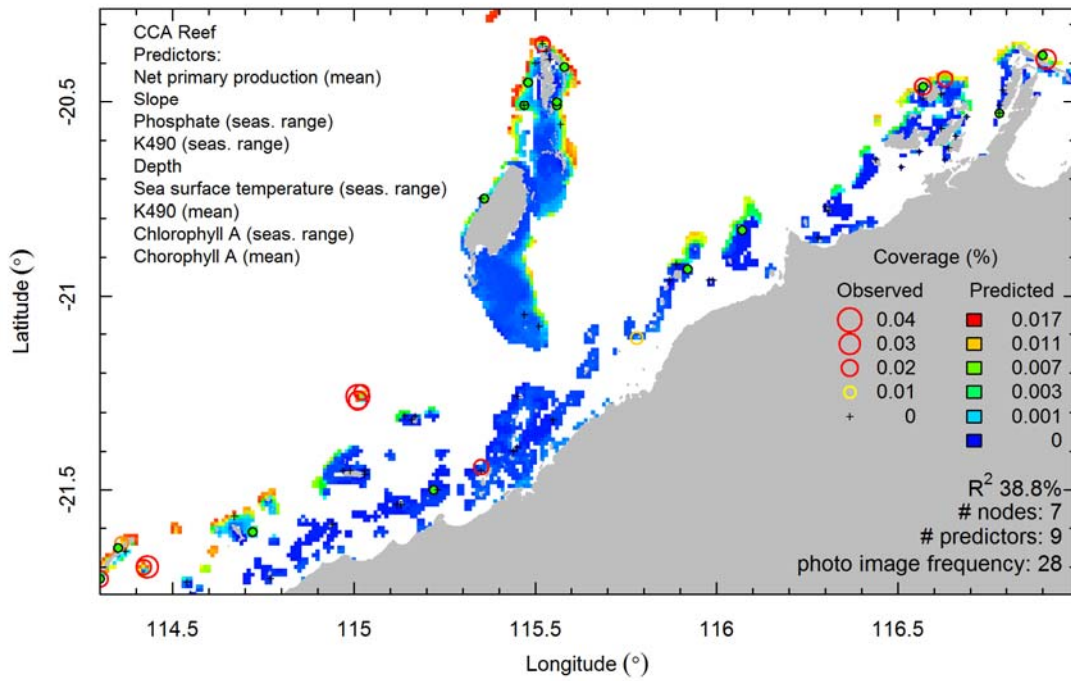 CCA Reef
Predictors:
Net primary production (mean)
Slope
Phosphate (seas. range)
K490 (seas. range)
Depth
Sea surface temperature (seas. range)
K490 (mean)
Chlorophyll A (seas. range)
Chorophyll A (mean)
-20.5
-21
-21.5
Latitude (°)
Coverage (%)
Observed Predicted
0.04 0.017
0.03 0.011
0.02 0.007
0.01 0.003
0 0.001
0
R² 38.8%
# nodes: 7
# predictors: 9
photo image frequency: 28
114.5 115 115.5 116 116.5
Longitude (°)